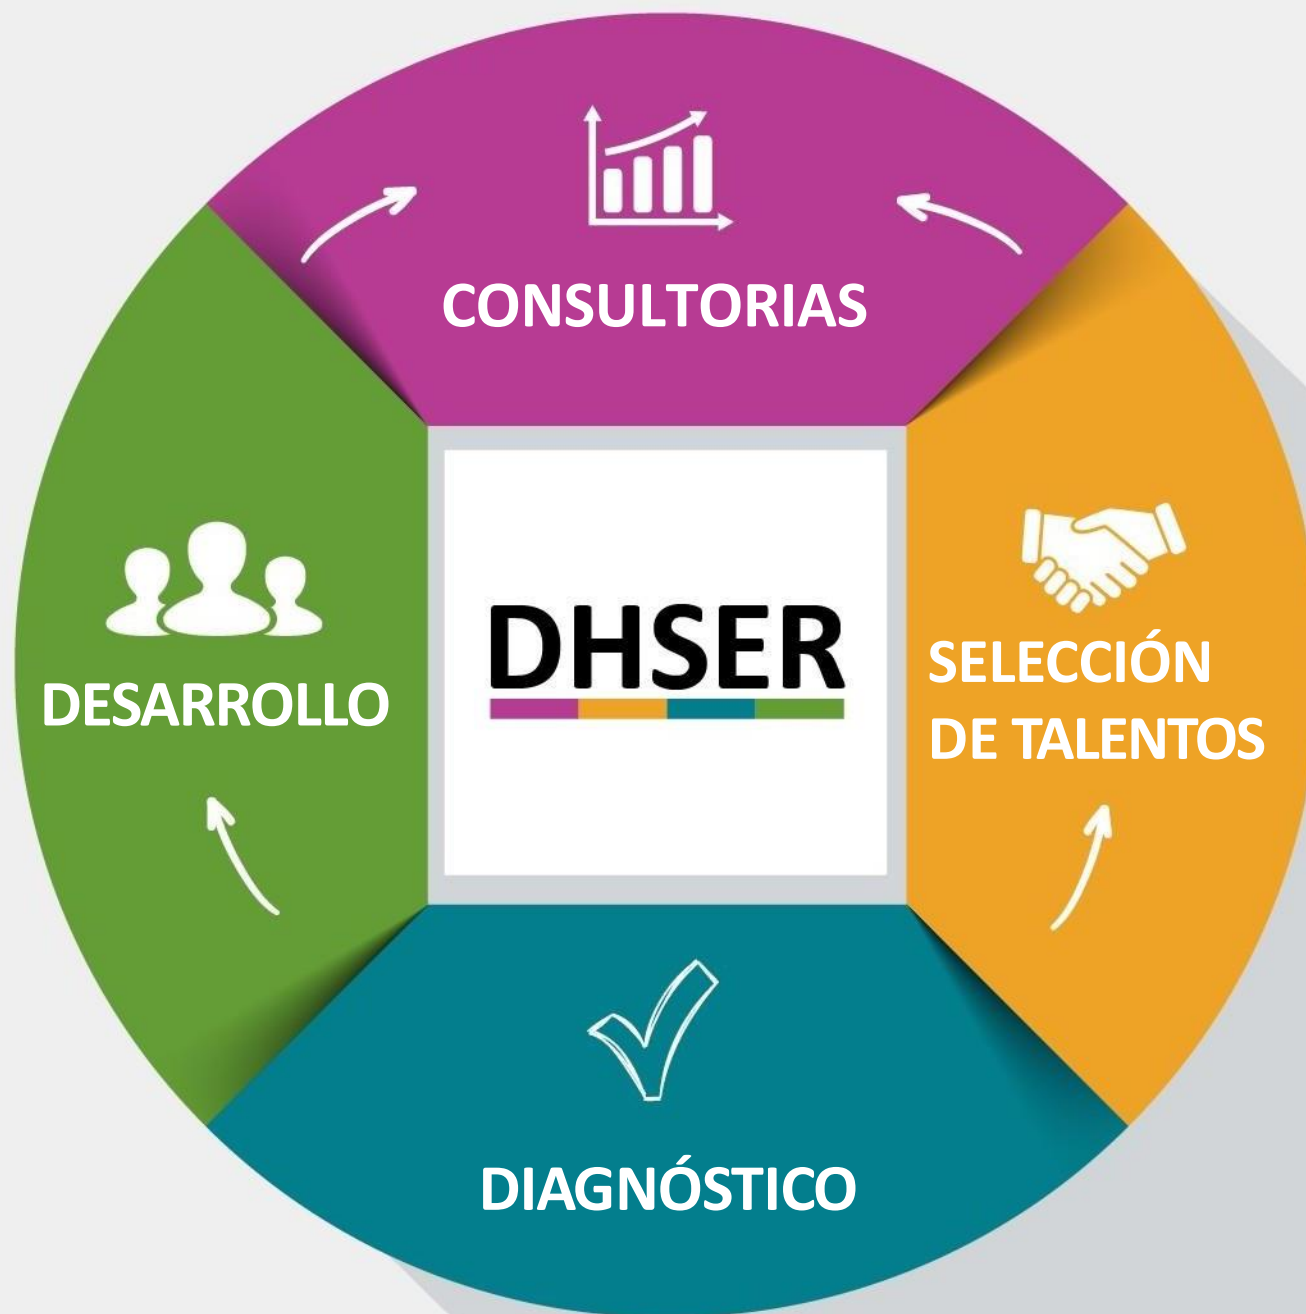 CONSULTORIAS
DESARROLLO
DHSER
SELECCIÓN
DE TALENTOS
DIAGNÓSTICO